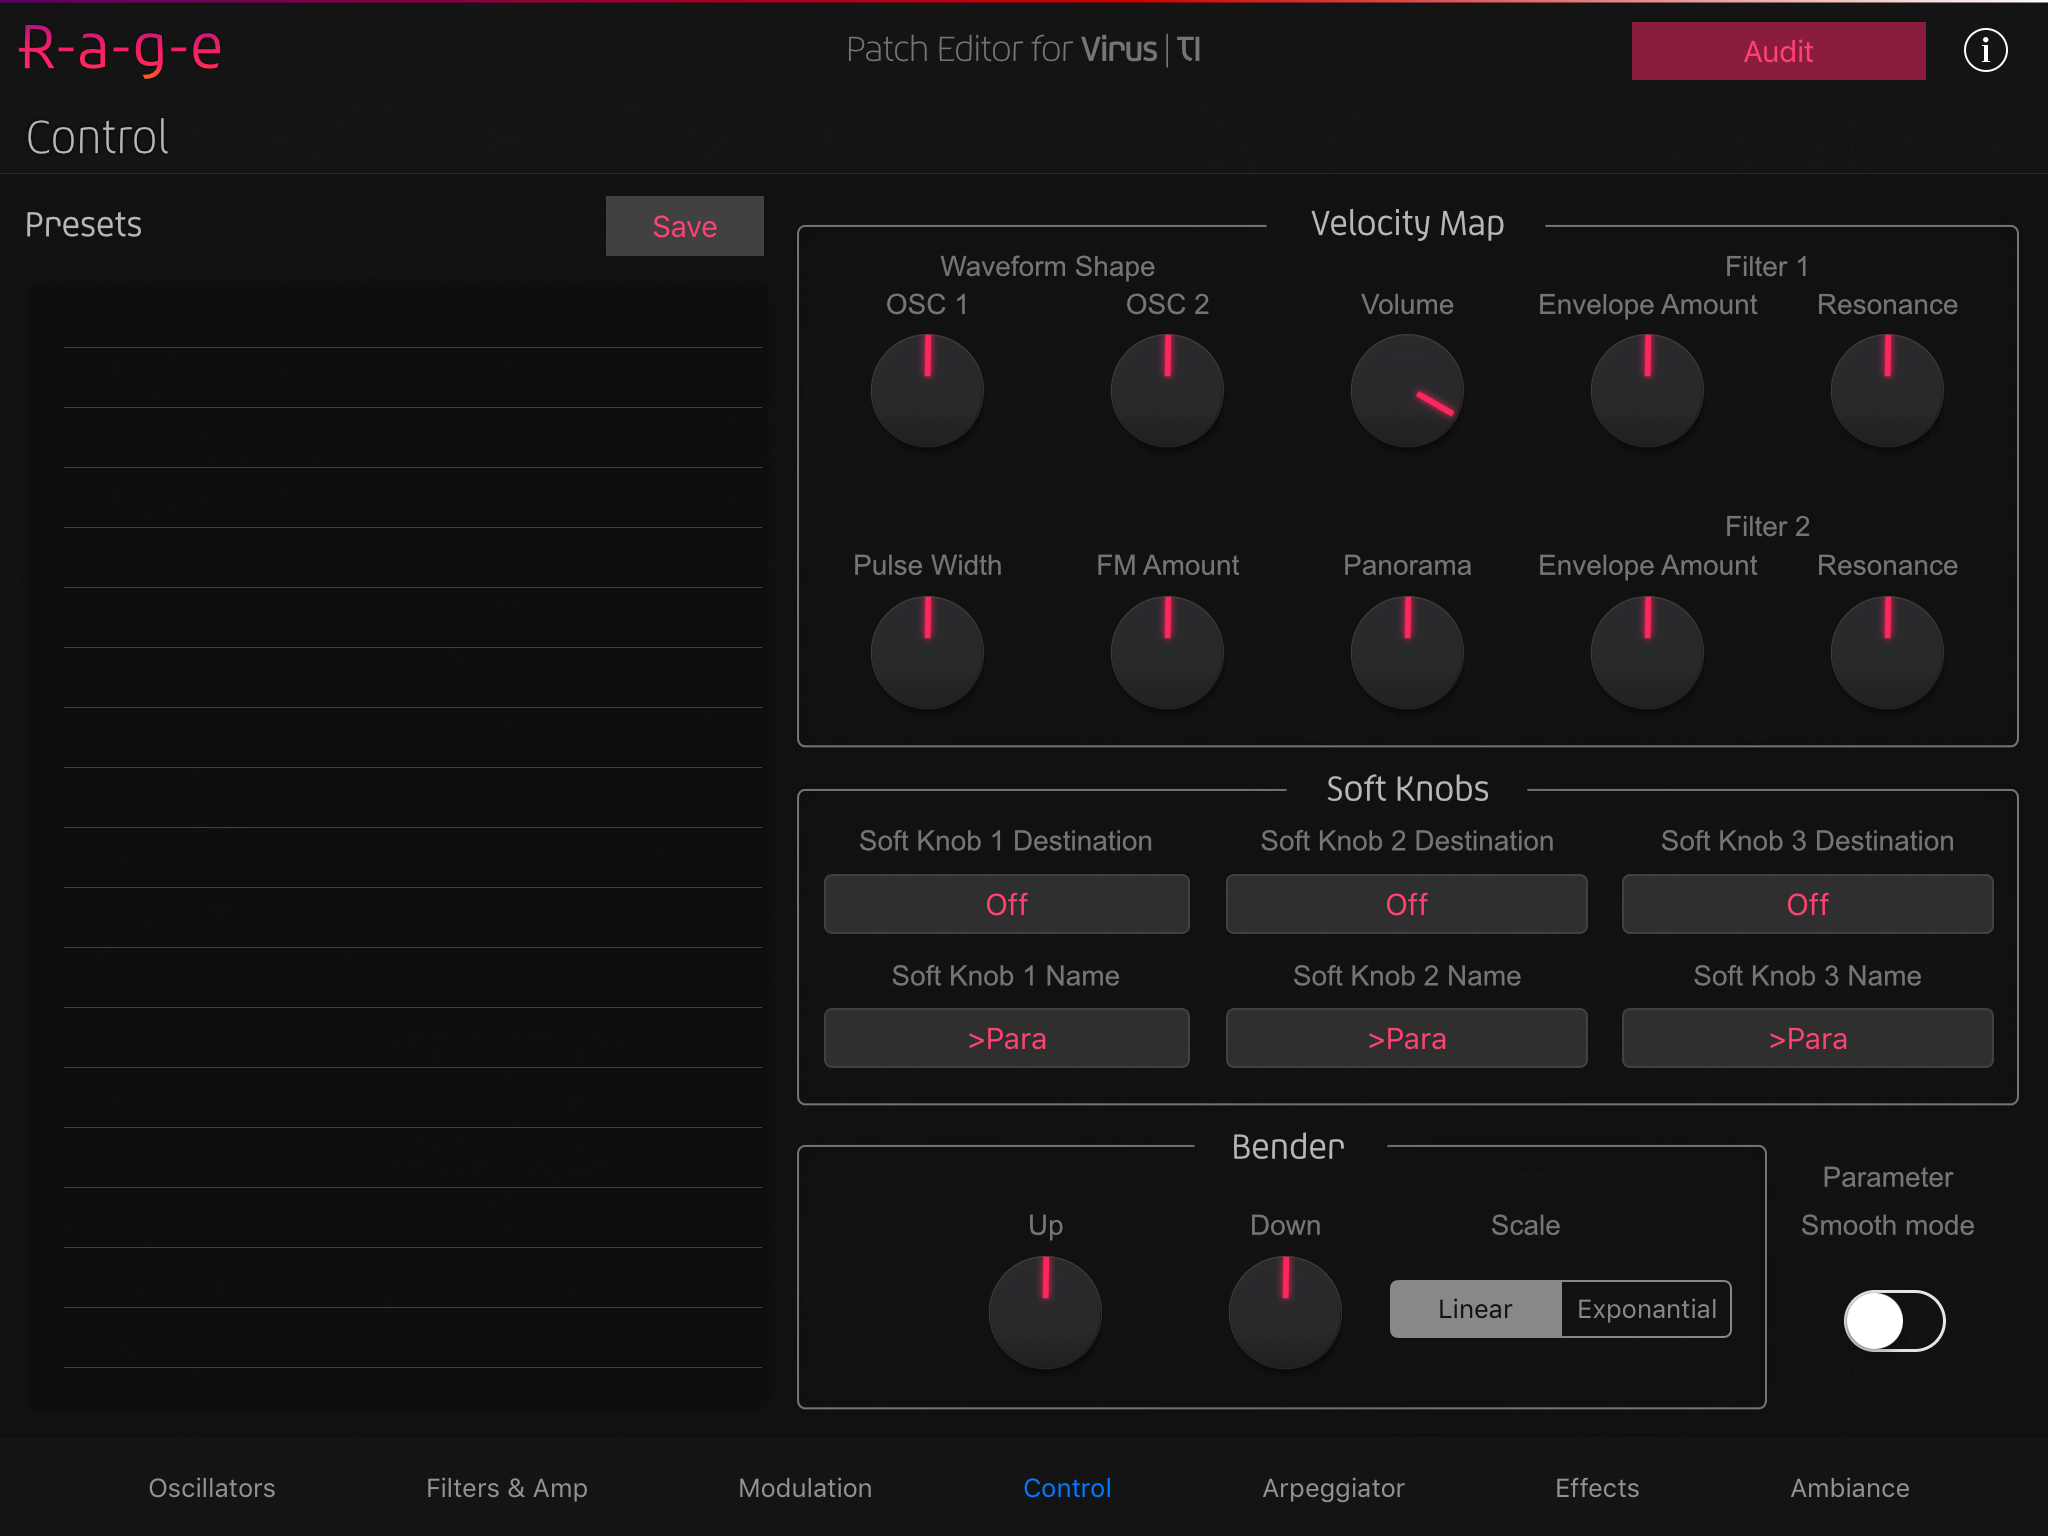 R-a-g-e
Patch Editor for Virus|TI
Audit
i
Control
Presets
Save
Velocity Map
Waveform Shape
Filter 1
OSC 1
OSC 2
Volume
Envelope Amount
Resonance
Filter 2
Pulse Width
FM Amount
Panorama
Envelope Amount
Resonance
Soft Knobs
Soft Knob 1 Destination
Soft Knob 2 Destination
Soft Knob 3 Destination
Off
Off
Off
Soft Knob 1 Name
Soft Knob 2 Name
Soft Knob 3 Name
>Para
>Para
>Para
Bender
Up
Down
Scale
Linear
Exponantial
Parameter
Smooth mode
Oscillators
Filters & Amp
Modulation
Control
Arpeggiator
Effects
Ambiance